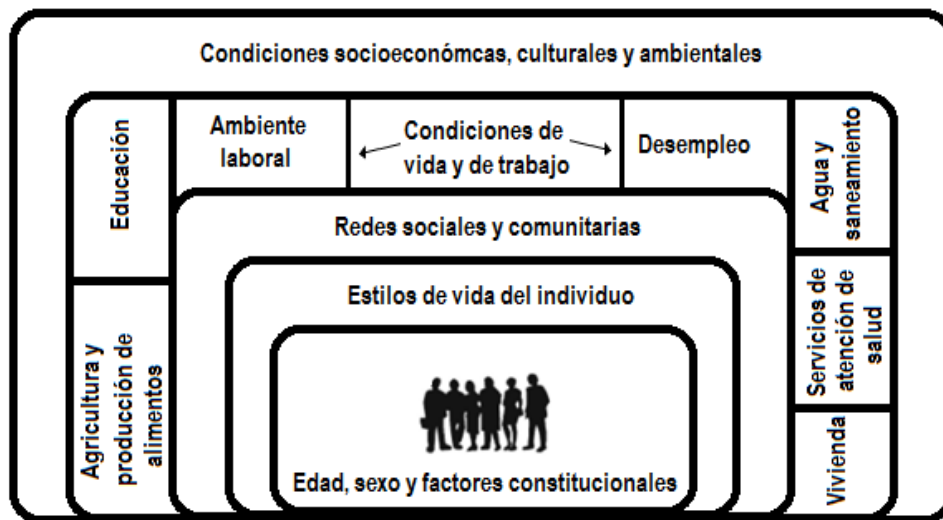 Condiciones socioeconómcas, culturales y ambientales
Educación
Ambiente
laboral
Condiciones de
vida y de trabajo
Desempleo
Agua y
saneamiento
Redes sociales y comunitarias
Estilos de vida del individuo
Agricultura y
producción de
alimentos
Servicios de
atención de
salud
Vivienda
Edad, sexo y factores constitucionales